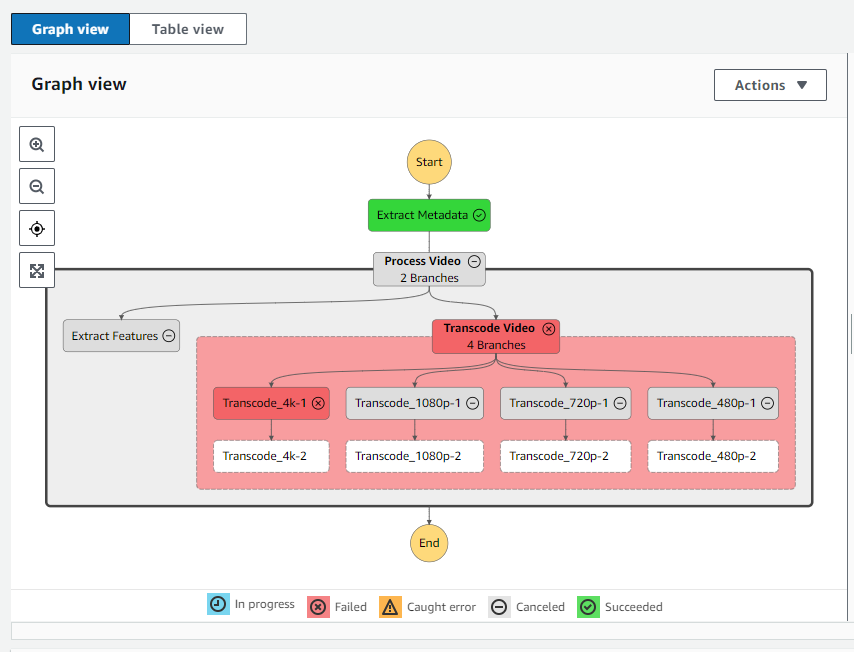 Graph view
Table view
Graph view
Actions
Start
Extract Metadata
Process Video
2 Branches
Extract Features
Transcode Video
4 Branches
Transcode_4k-1
Transcode_1080p-1
Transcode_720p-1
Transcode_480p-1
Transcode_4k-2
Transcode_1080p-2
Transcode_720p-2
Transcode_480p-2
End
In progress
Failed
Caught error
Canceled
Succeeded